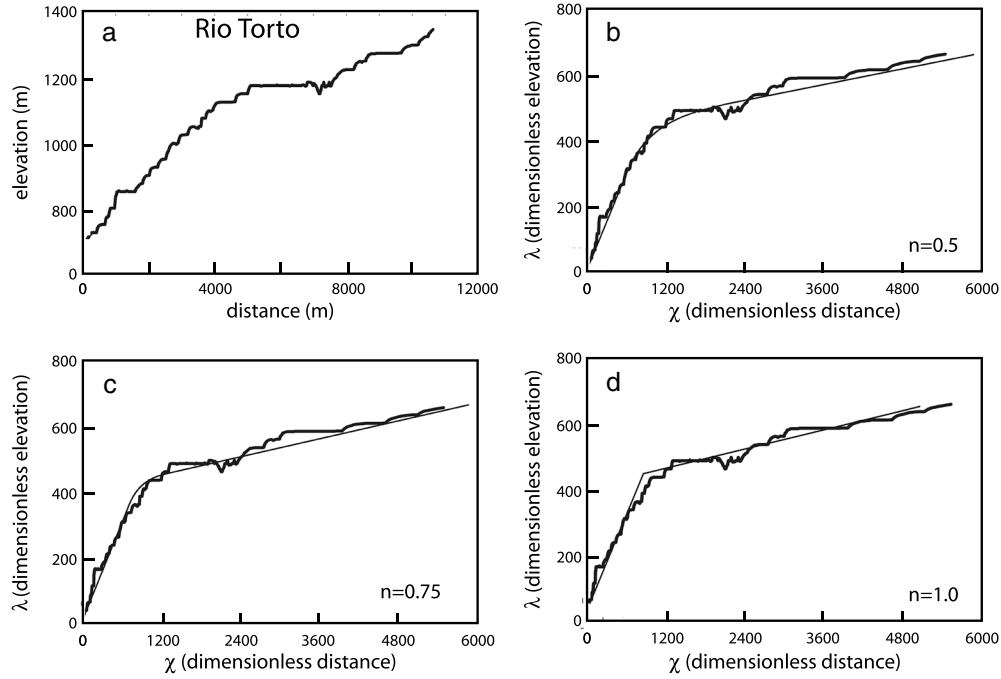 a
Rio Torto
1400
1200
1000
800
0
elevation (m)
0
4000
8000
12000
distance (m)
b
800
600
400
200
0
λ (dimensionless elevation)
n=0.5
0
1200
2400
3600
4800
6000
χ (dimensionless distance)
c
800
600
400
200
0
λ (dimensionless elevation)
n=0.75
0
1200
2400
3600
4800
6000
χ (dimensionless distance)
d
800
600
400
200
0
λ (dimensionless elevation)
n=1.0
0
1200
2400
3600
4800
6000
χ (dimensionless distance)